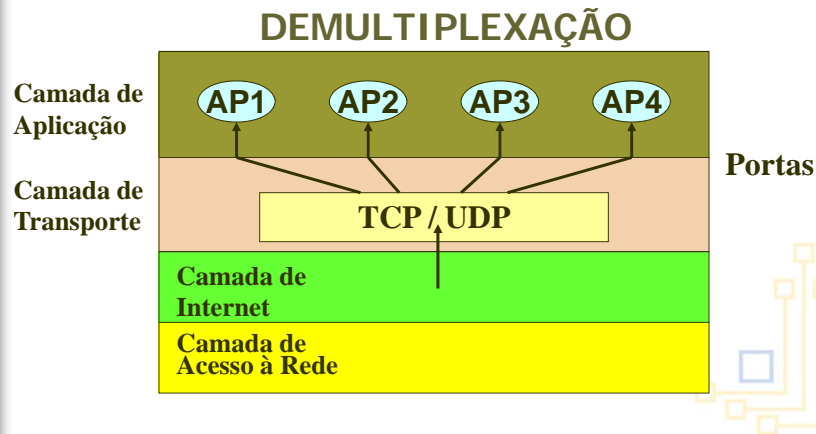 DEMULTIPLEXAÇÃO
Camada de
Aplicação
AP1
AP2
AP3
AP4
Portas
Camada de
Transporte
TCP / UDP
Camada de
Internet
Camada de
Acesso à Rede